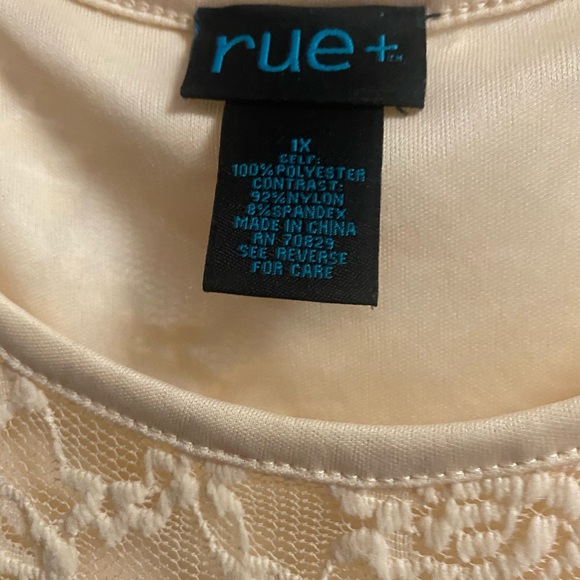 rue+™
1X
SELF:
100% POLYESTER
CONTRAST:
92% NYLON
8% SPANDEX
MADE IN CHINA
RN 70829
SEE REVERSE
FOR CARE